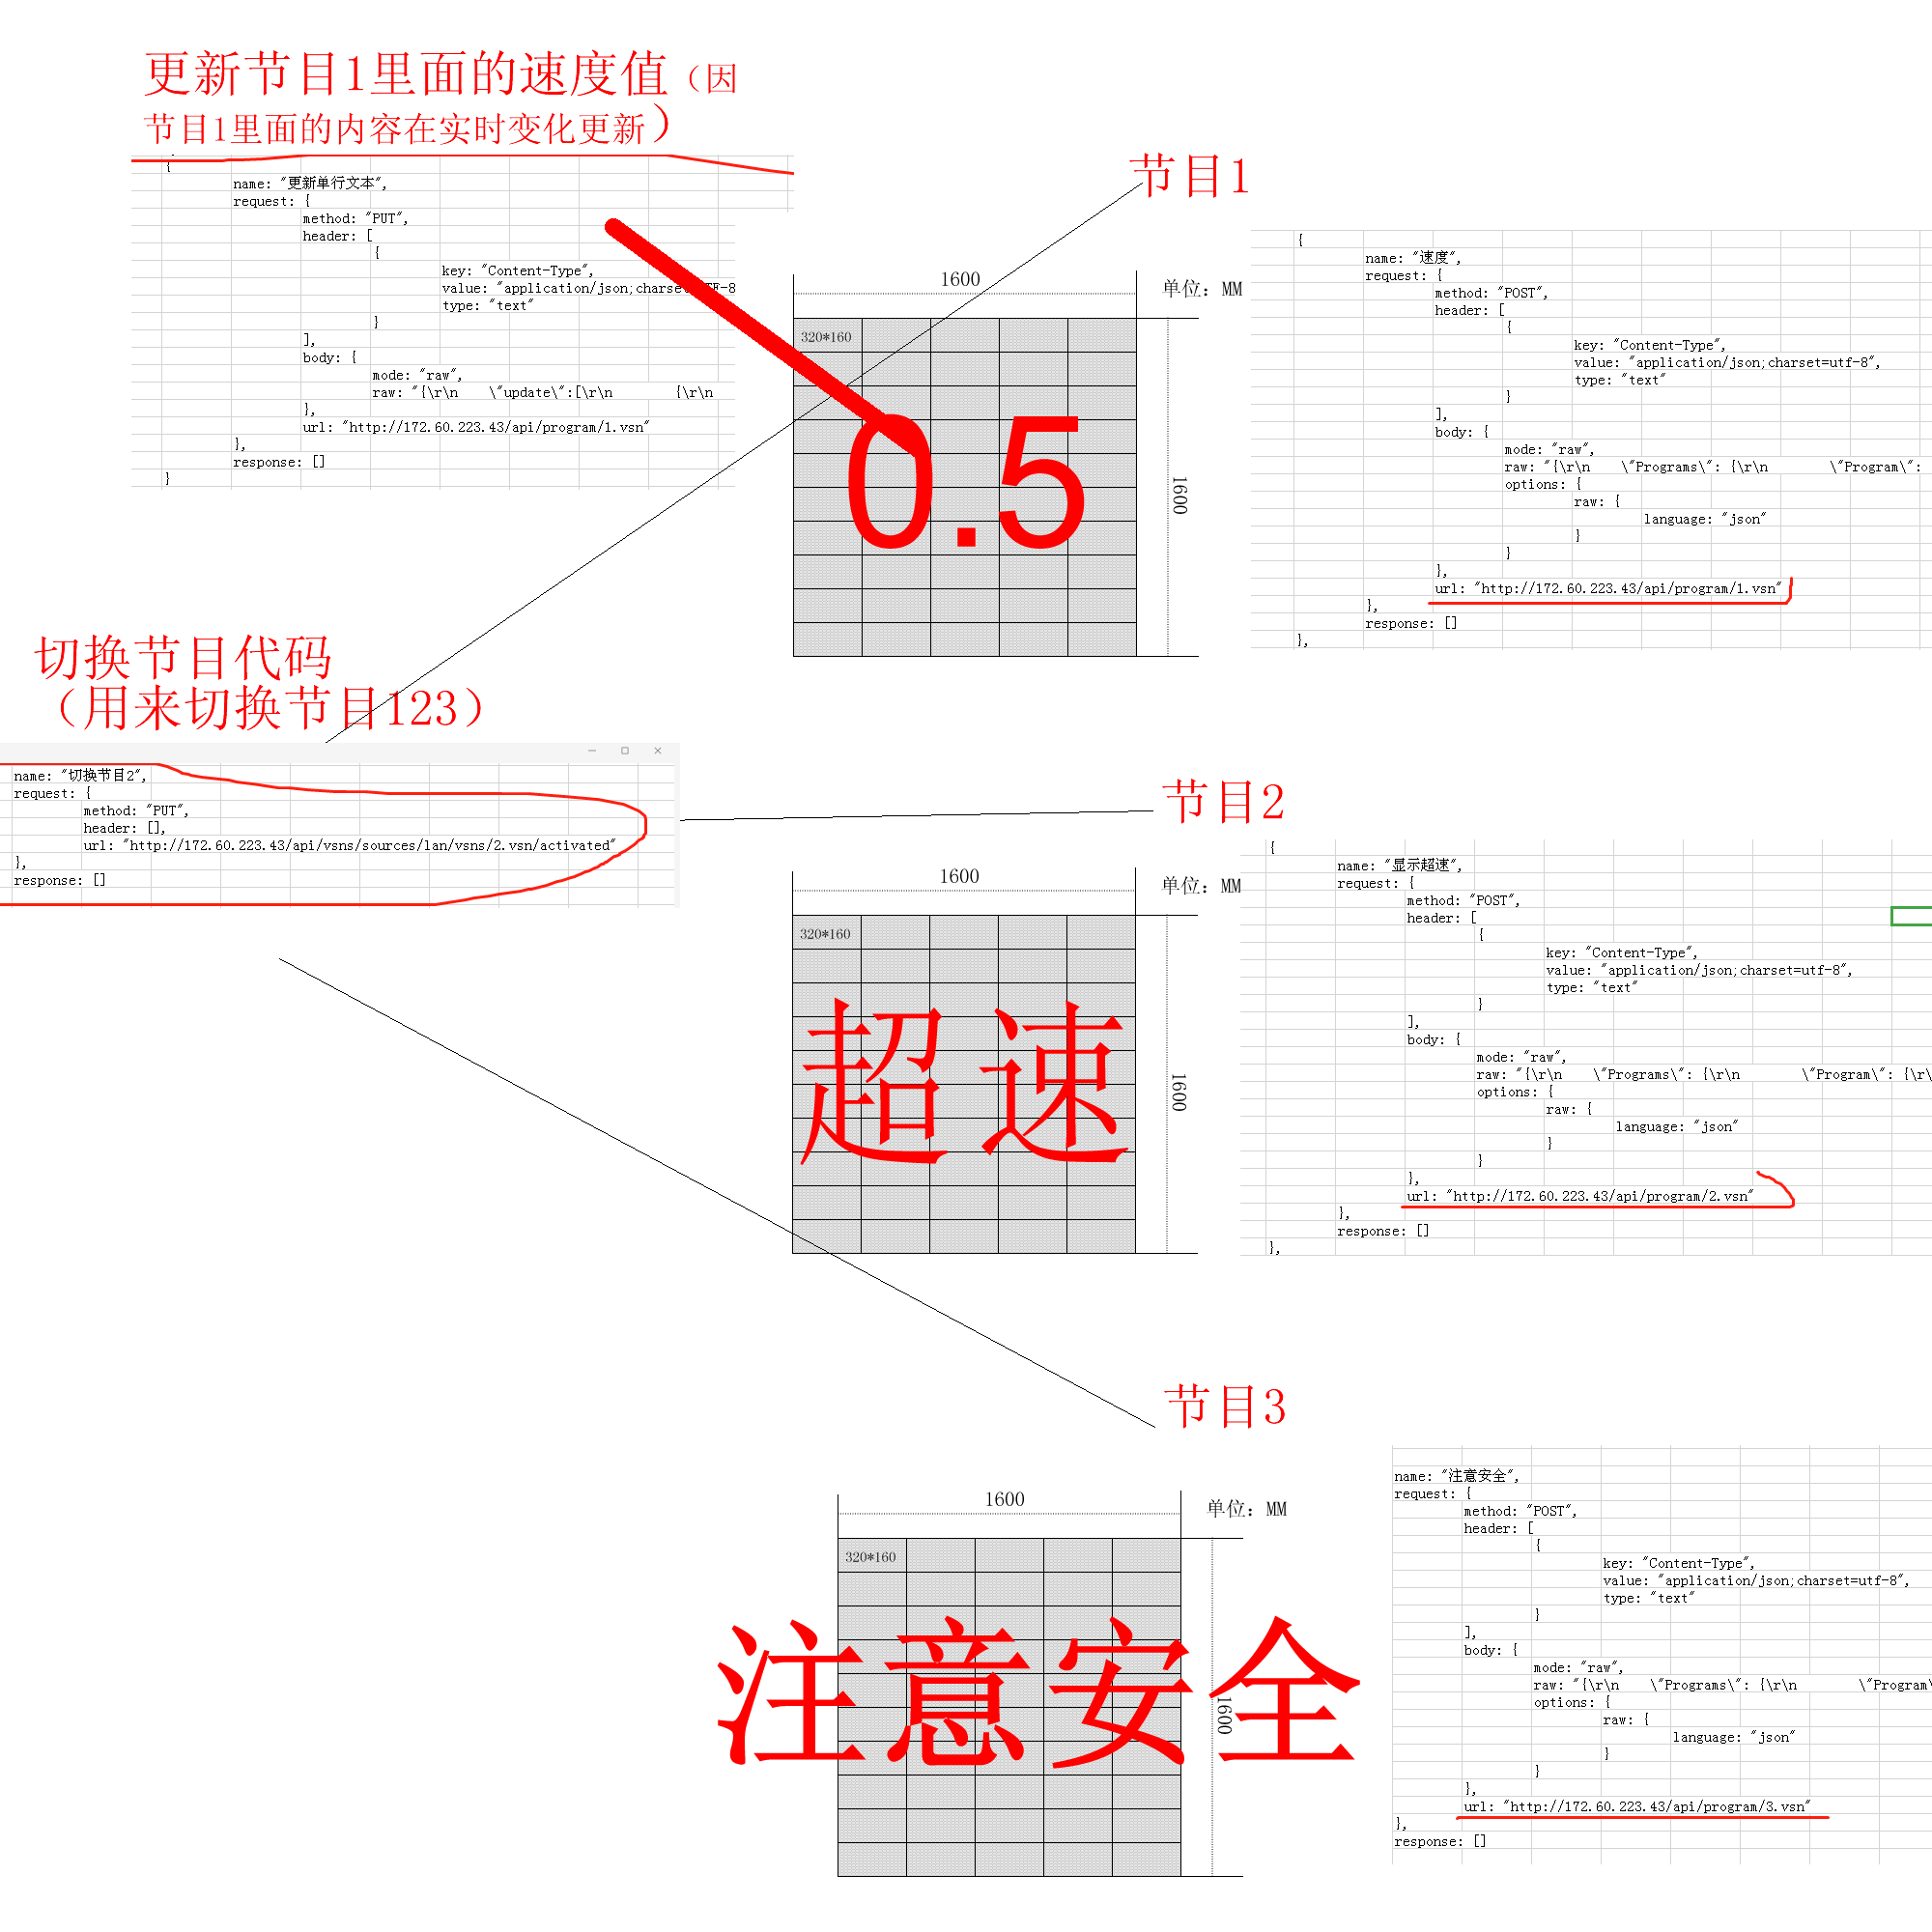 更新节目1里面的速度值（因
节目1里面的内容在实时变化更新）
{
name: "更新单行文本",
request: {
method: "PUT",
header: [
{
key: "Content-Type",
value: "application/json;charset=UTF-8
type: "text"
}
],
body: {
mode: "raw",
raw: "{\r\n    \"update\":[\r\n        {\r\n
},
url: "http://172.60.223.43/api/program/1.vsn"
},
response: []
}
节目1
1600
单位：MM
320*160
0.5
1600
{
name: "速度",
request: {
method: "POST",
header: [
{
key: "Content-Type",
value: "application/json;charset=utf-8",
type: "text"
}
],
body: {
mode: "raw",
raw: "{\r\n    \"Programs\": {\r\n        \"Program\":
options: {
raw: {
language: "json"
}
}
},
url: "http://172.60.223.43/api/program/1.vsn"
},
response: []
},
切换节目代码
（用来切换节目123）
name: "切换节目2",
request: {
method: "PUT",
header: [],
url: "http://172.60.223.43/api/vsns/sources/lan/vsns/2.vsn/activated"
},
response: []
节目2
1600
单位：MM
320*160
超速
1600
{
name: "显示超速",
request: {
method: "POST",
header: [
{
key: "Content-Type",
value: "application/json;charset=utf-8",
type: "text"
}
],
body: {
mode: "raw",
raw: "{\r\n    \"Programs\": {\r\n        \"Program\": {\r\
options: {
raw: {
language: "json"
}
}
},
url: "http://172.60.223.43/api/program/2.vsn"
},
response: []
},
节目3
1600
单位：MM
320*160
注意安全
1600
name: "注意安全",
request: {
method: "POST",
header: [
{
key: "Content-Type",
value: "application/json;charset=utf-8",
type: "text"
}
],
body: {
mode: "raw",
raw: "{\r\n    \"Programs\": {\r\n        \"Program\
options: {
raw: {
language: "json"
}
}
},
url: "http://172.60.223.43/api/program/3.vsn"
},
response: []